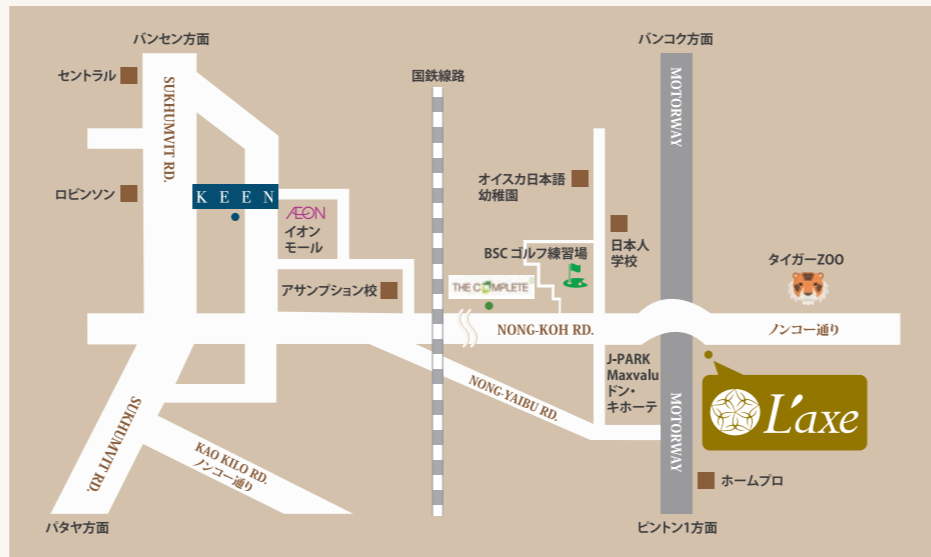 バンセン方面
バンコク方面
セントラル
国鉄線路
SUKHUMVIT RD.
MOTORWAY
オイスカ日本語
幼稚園
ロビンソン
KEEN
ÆON
イオン
モール
日本人
学校
BSC ゴルフ練習場
タイガーZOO
アサンプション校
THE COMPLETE
NONG-KOH RD.
ノンコー通り
J-PARK
Maxvalu
ドン・
キホーテ
NONG-YAIBU RD.
MOTORWAY
L'axe
SUKHUMVIT RD.
KAO KILO RD.
ノンコー通り
ホームプロ
パタヤ方面
ピントン1方面